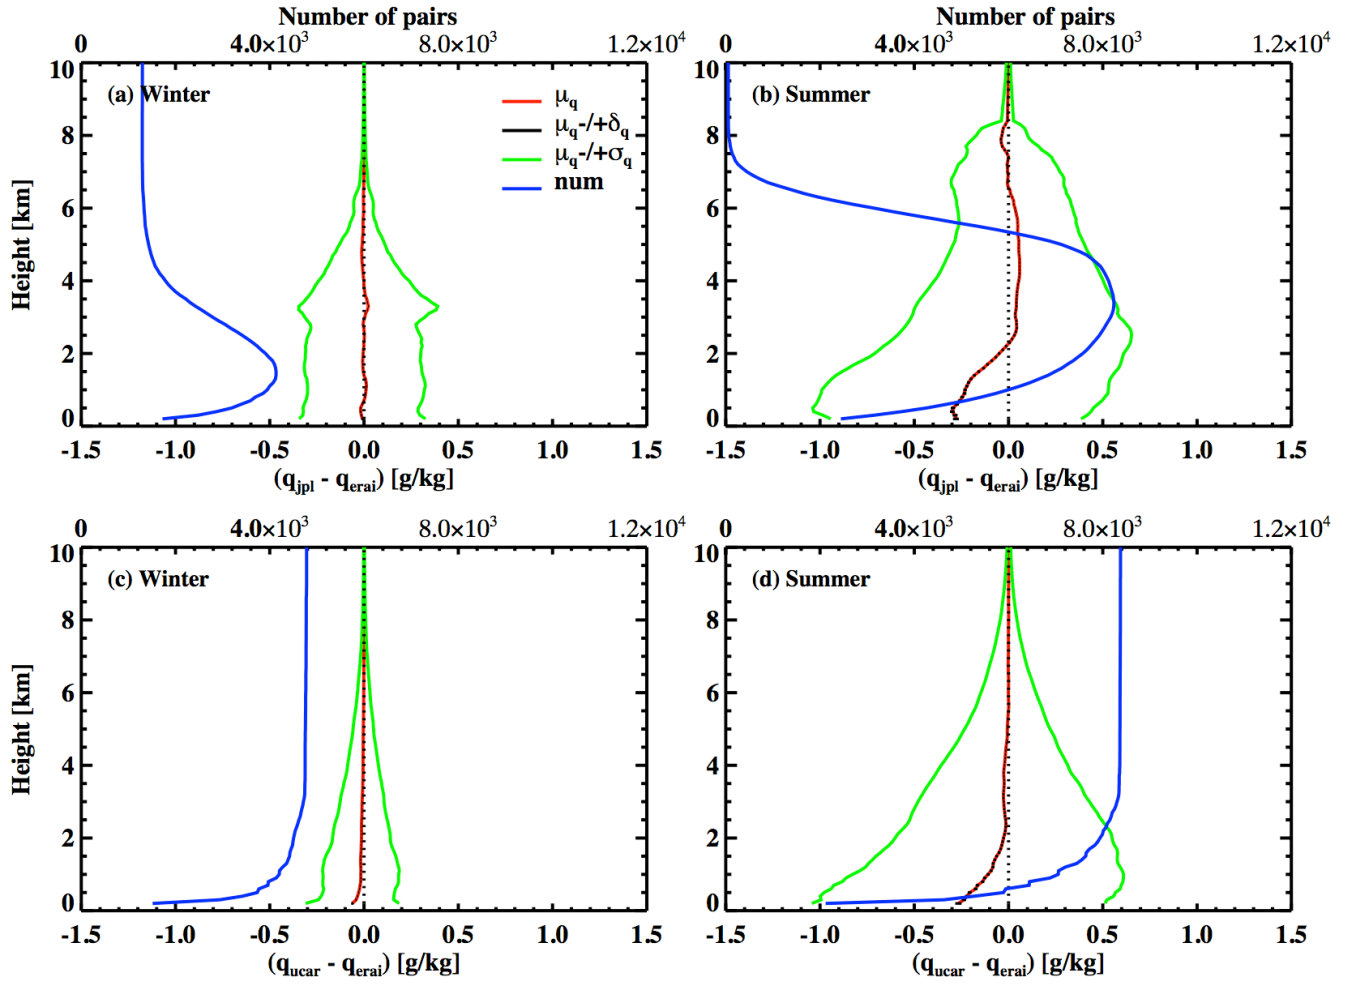 Number of pairs Number of pairs
0 4.0×10³ 8.0×10³ 1.2×10⁴ 0 4.0×10³ 8.0×10³ 1.2×10⁴
10 10
(a) Winter (b) Summer
μq
μq-/+δq
μq-/+σq
num
8 8
6 6
Height [km]
4 4
2 2
0 0
-1.5 -1.0 -0.5 0.0 0.5 1.0 1.5 -1.5 -1.0 -0.5 0.0 0.5 1.0 1.5
(qjpl - qerai) [g/kg] (qjpl - qerai) [g/kg]
0 4.0×10³ 8.0×10³ 1.2×10⁴ 0 4.0×10³ 8.0×10³ 1.2×10⁴
10 10
(c) Winter (d) Summer
8 8
6 6
Height [km]
4 4
2 2
0 0
-1.5 -1.0 -0.5 0.0 0.5 1.0 1.5 -1.5 -1.0 -0.5 0.0 0.5 1.0 1.5
(qucar - qerai) [g/kg] (qucar - qerai) [g/kg]